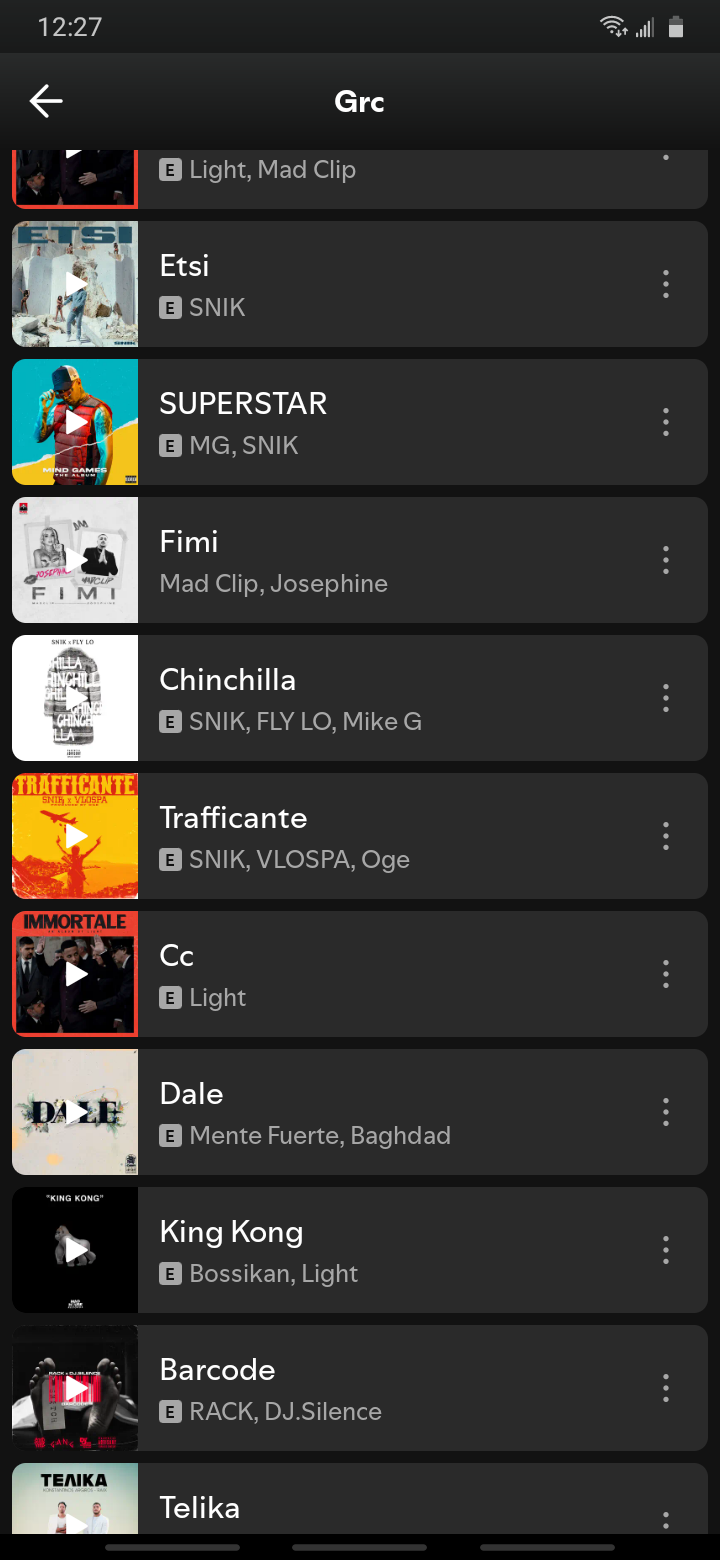 12:27
Grc
E Light, Mad Clip
ETSI
Etsi
E SNIK
SUPERSTAR
E MG, SNIK
MIND GAMES
THE ALBUM
Fimi
Mad Clip, Josephine
FIMI
SNIK x FLY LO
Chinchilla
E SNIK, FLY LO, Mike G
TRAFFICANTE
SNIK x VLOSPA
Trafficante
E SNIK, VLOSPA, Oge
IMMORTALE
Cc
E Light
Dale
E Mente Fuerte, Baghdad
DALE
"KING KONG"
King Kong
E Bossikan, Light
Barcode
E RACK, DJ.Silence
RACK x DJ.SILENCE
ΤΕΛΙΚΑ
Telika